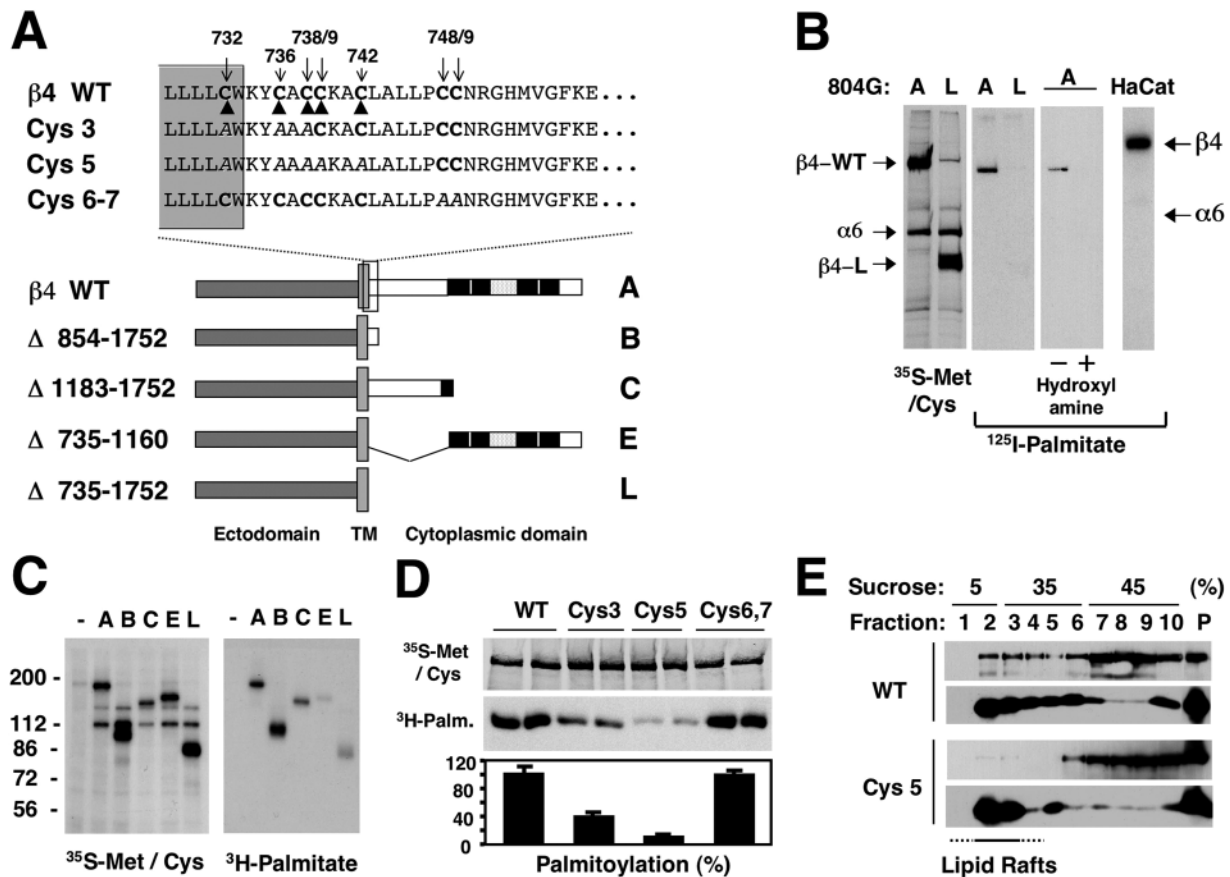 A
732 736 738/9 742 748/9
β4 WT LLLLCWKYCACCKACLALLPCCNRGHMVGFKE...
Cys 3 LLLLAWKYAAACKACLALLPCCNRGHMVGFKE...
Cys 5 LLLLAWKYAAAAKAALALLPCCNRGHMVGFKE...
Cys 6-7 LLLLCWKYCACCKACLALLPAANRGHMVGFKE...
β4 WT A
Δ 854-1752 B
Δ 1183-1752 C
Δ 735-1160 E
Δ 735-1752 L
Ectodomain TM Cytoplasmic domain
B
804G: A L A L A HaCat
β4-WT
α6
β4-L
β4
α6
35S-Met /Cys
− +
Hydroxyl amine
125I-Palmitate
C
- A B C E L - A B C E L
200 -
112 -
86 -
72 -
56 -
35S-Met / Cys 3H-Palmitate
D
WT Cys3 Cys5 Cys6,7
35S-Met / Cys
3H-Palm.
120
80
40
0
Palmitoylation (%)
E
Sucrose: 5 35 45 (%)
Fraction: 1 2 3 4 5 6 7 8 9 10 P
WT
Cys 5
Lipid Rafts